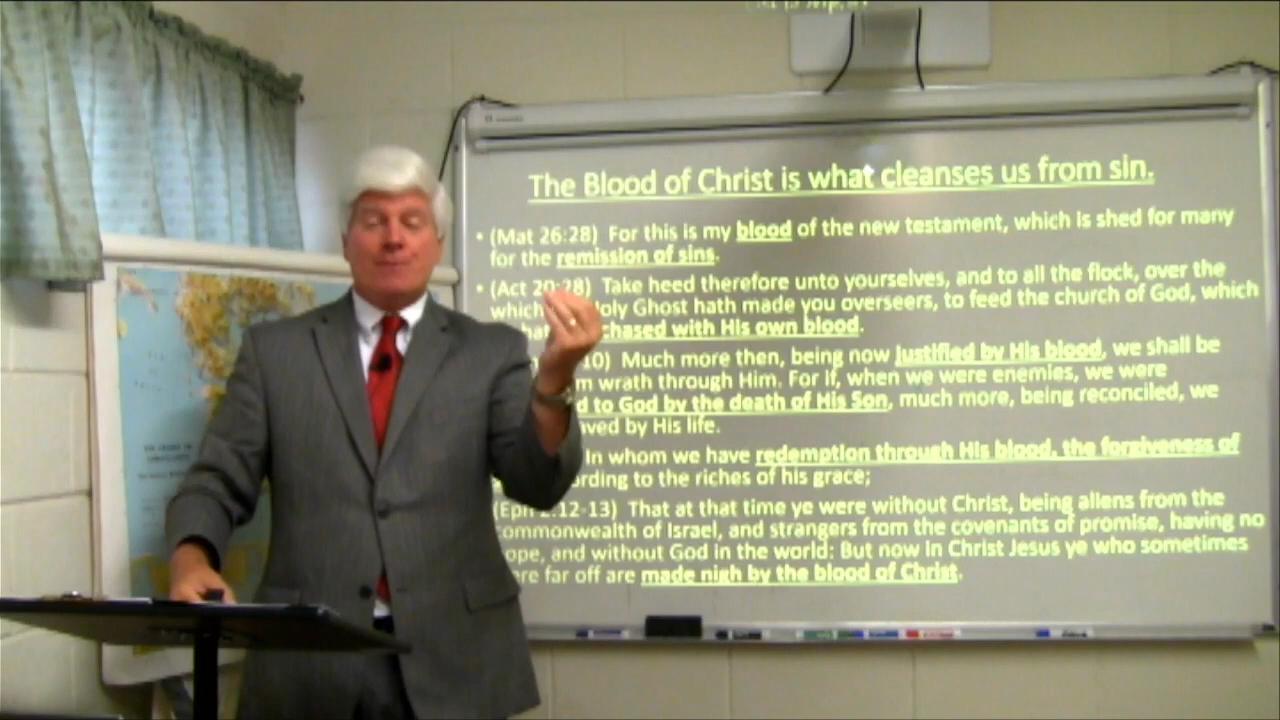 The Blood of Christ is what cleanses us from sin.
• (Mat 26:28) For this is my blood of the new testament, which is shed for many
for the remission of sins.
• (Act 20:28) Take heed therefore unto yourselves, and to all the flock, over the
which Holy Ghost hath made you overseers, to feed the church of God, which
chased with His own blood.
10) Much more then, being now justified by His blood, we shall be
m wrath through Him. For if, when we were enemies, we were
d to God by the death of His Son, much more, being reconciled, we
aved by His life.
In whom we have redemption through His blood, the forgiveness of
ording to the riches of his grace;
(Eph 2:12-13) That at that time ye were without Christ, being aliens from the
commonwealth of Israel, and strangers from the covenants of promise, having no
ope, and without God in the world: But now in Christ Jesus ye who sometimes
re far off are made nigh by the blood of Christ.